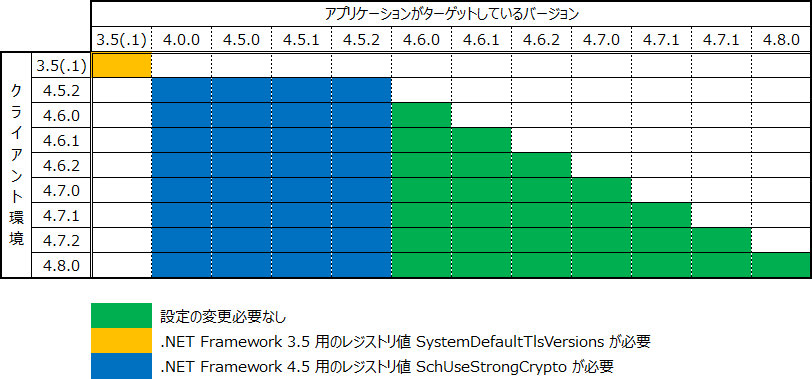 アプリケーションがターゲットしているバージョン
3.5(.1) 4.0.0 4.5.0 4.5.1 4.5.2 4.6.0 4.6.1 4.6.2 4.7.0 4.7.1 4.7.1 4.8.0
クライアント環境
3.5(.1)
4.5.2
4.6.0
4.6.1
4.6.2
4.7.0
4.7.1
4.7.2
4.8.0
設定の変更必要なし
.NET Framework 3.5 用のレジストリ値 SystemDefaultTlsVersions が必要
.NET Framework 4.5 用のレジストリ値 SchUseStrongCrypto が必要